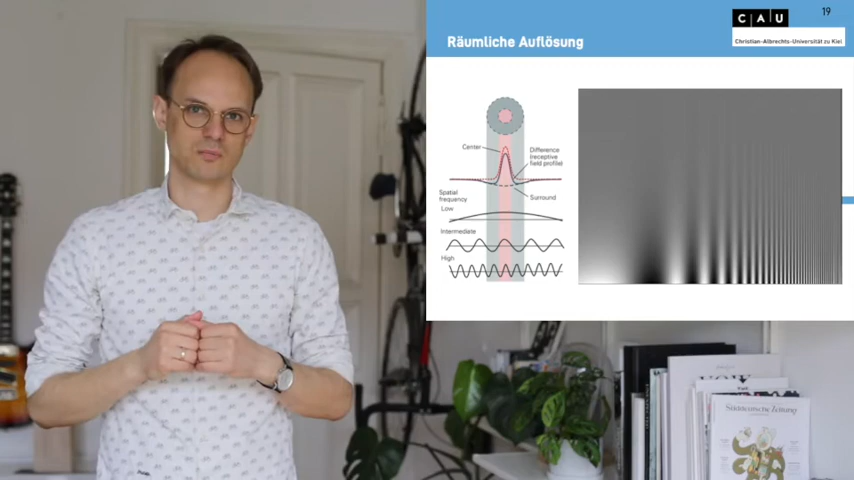 Räumliche Auflösung
C A U
19
Christian-Albrechts-Universität zu Kiel
Center
Difference
(receptive
field profile)
Surround
Spatial
frequency
Low
Intermediate
High
Süddeutsche Zeitung